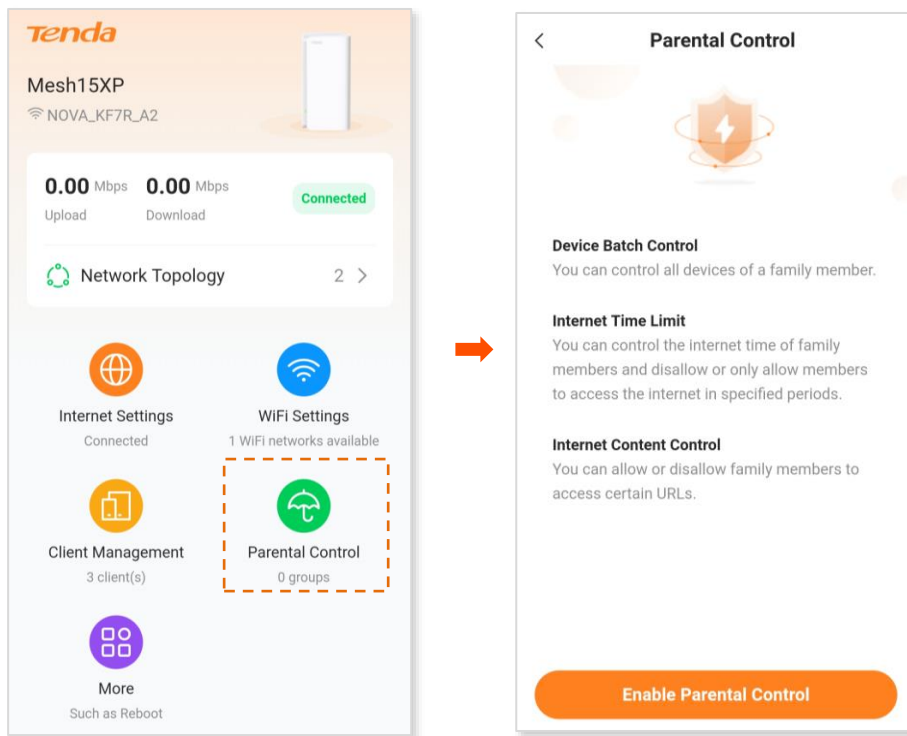 Tenda
Mesh15XP
NOVA_KF7R_A2
0.00 Mbps 0.00 Mbps
Upload Download
Connected
Network Topology 2
Internet Settings
Connected
WiFi Settings
1 WiFi networks available
Client Management
3 client(s)
Parental Control
0 groups
More
Such as Reboot
Parental Control
Device Batch Control
You can control all devices of a family member.
Internet Time Limit
You can control the internet time of family
members and disallow or only allow members
to access the internet in specified periods.
Internet Content Control
You can allow or disallow family members to
access certain URLs.
Enable Parental Control